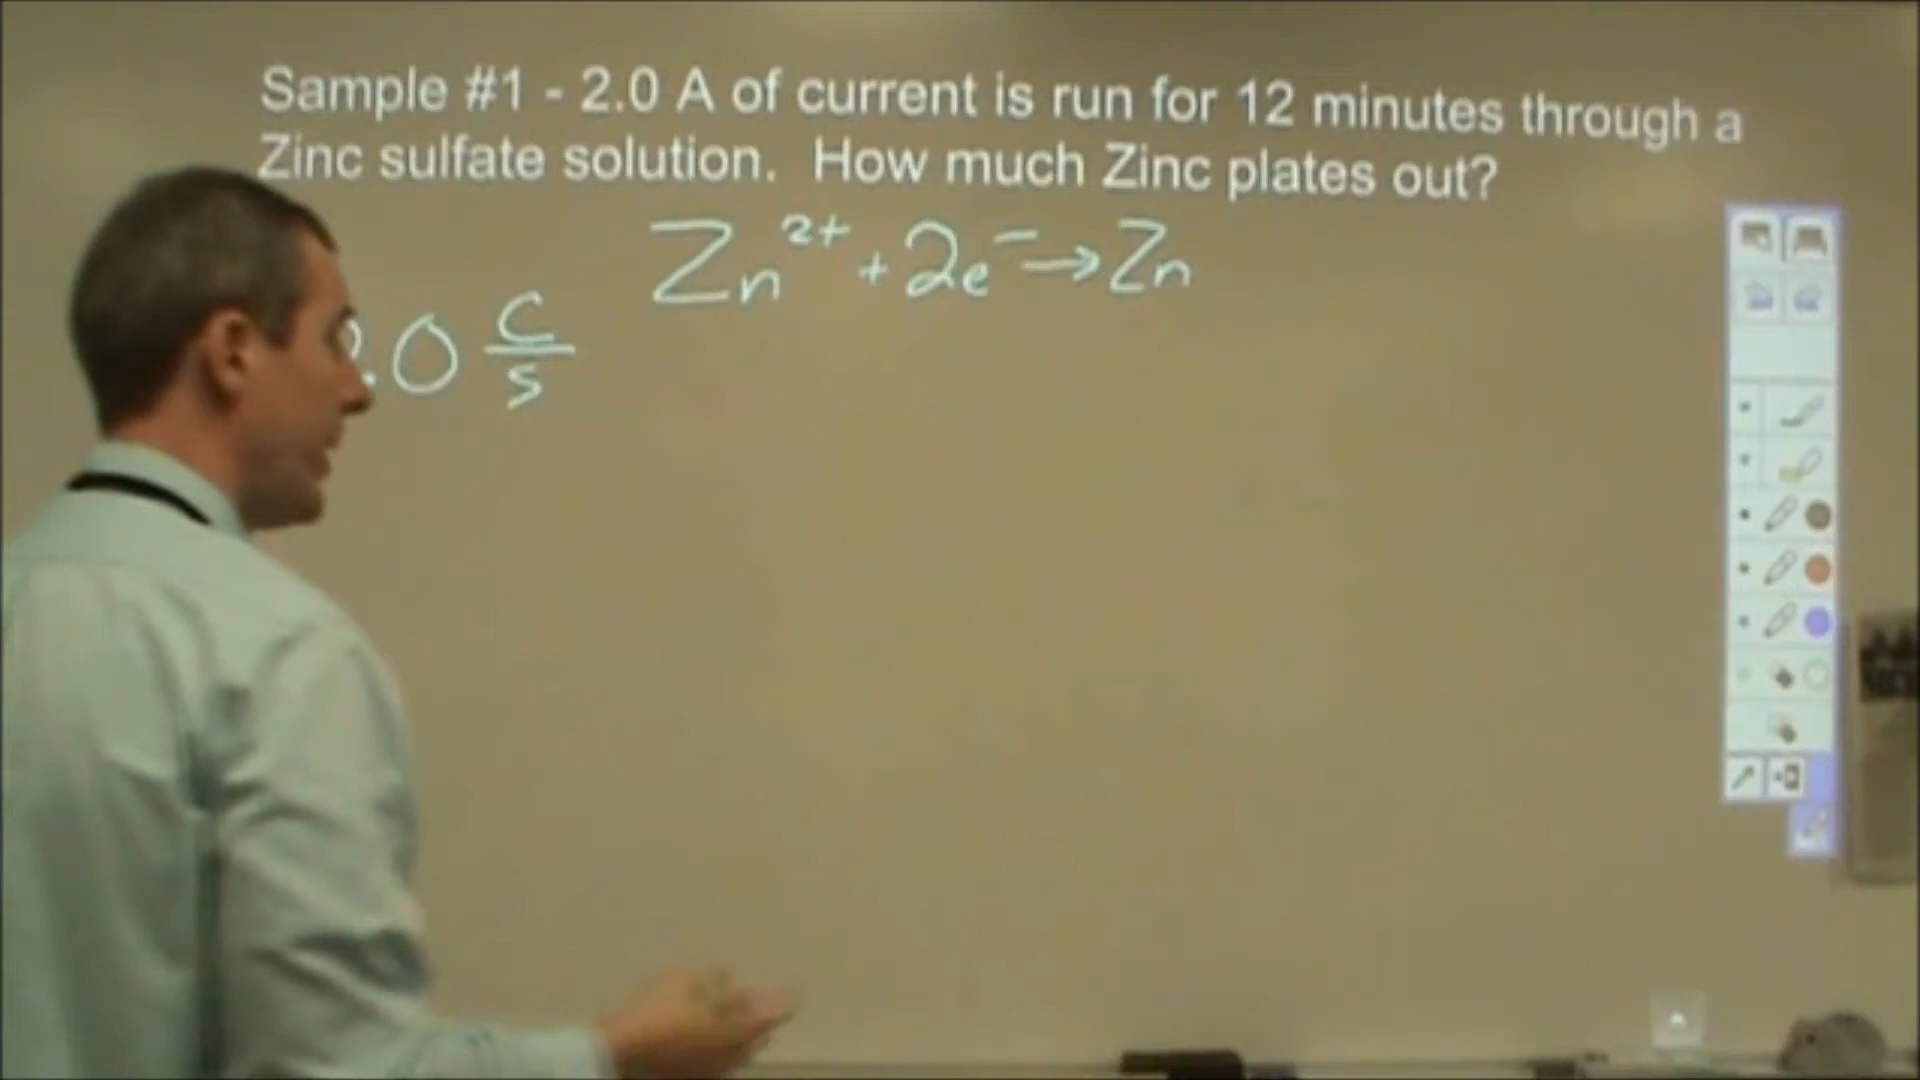 Sample #1 - 2.0 A of current is run for 12 minutes through a
Zinc sulfate solution. How much Zinc plates out?
Zn²⁺ + 2e⁻ → Zn
.0 C/s